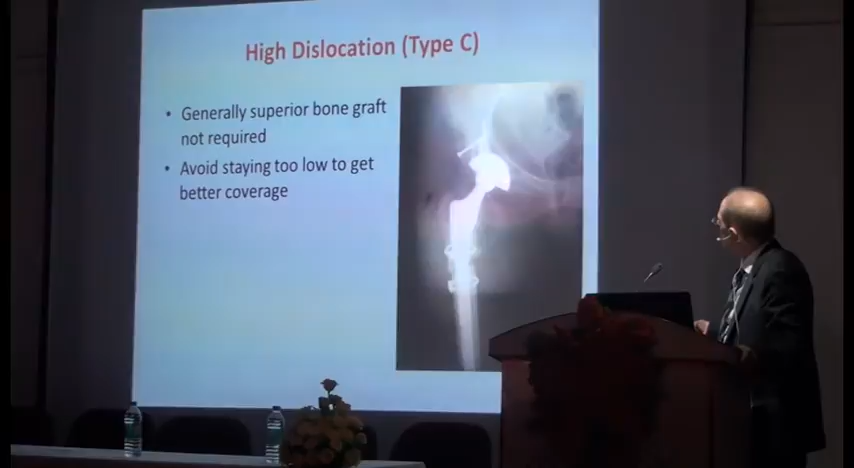 High Dislocation (Type C)
• Generally superior bone graft
not required
• Avoid staying too low to get
better coverage